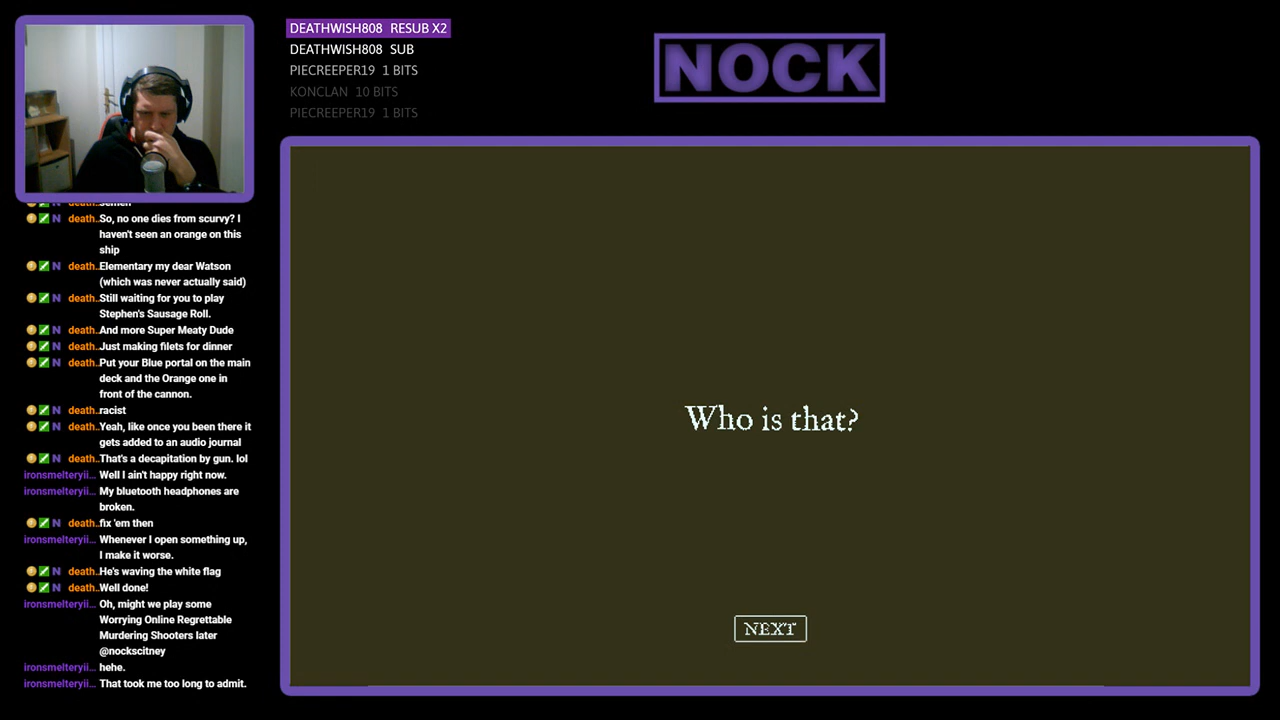 DEATHWISH808 RESUB X2
DEATHWISH808 SUB
PIECREEPER19 1 BITS
KONCLAN 10 BITS
PIECREEPER19 1 BITS
NOCK
death..semen
death..So, no one dies from scurvy? I
haven't seen an orange on this
ship
death..Elementary my dear Watson
(which was never actually said)
death..Still waiting for you to play
Stephen's Sausage Roll.
death..And more Super Meaty Dude
death..Just making filets for dinner
death..Put your Blue portal on the main
deck and the Orange one in
front of the cannon.
death..racist
death..Yeah, like once you been there it
gets added to an audio journal
death..That's a decapitation by gun. lol
ironsmelteryii... Well I ain't happy right now.
ironsmelteryii... My bluetooth headphones are
broken.
death..fix 'em then
ironsmelteryii... Whenever I open something up,
I make it worse.
death..He's waving the white flag
death..Well done!
ironsmelteryii... Oh, might we play some
Worrying Online Regrettable
Murdering Shooters later
@nockscitney
ironsmelteryii... hehe.
ironsmelteryii... That took me too long to admit.
Who is that?
NEXT